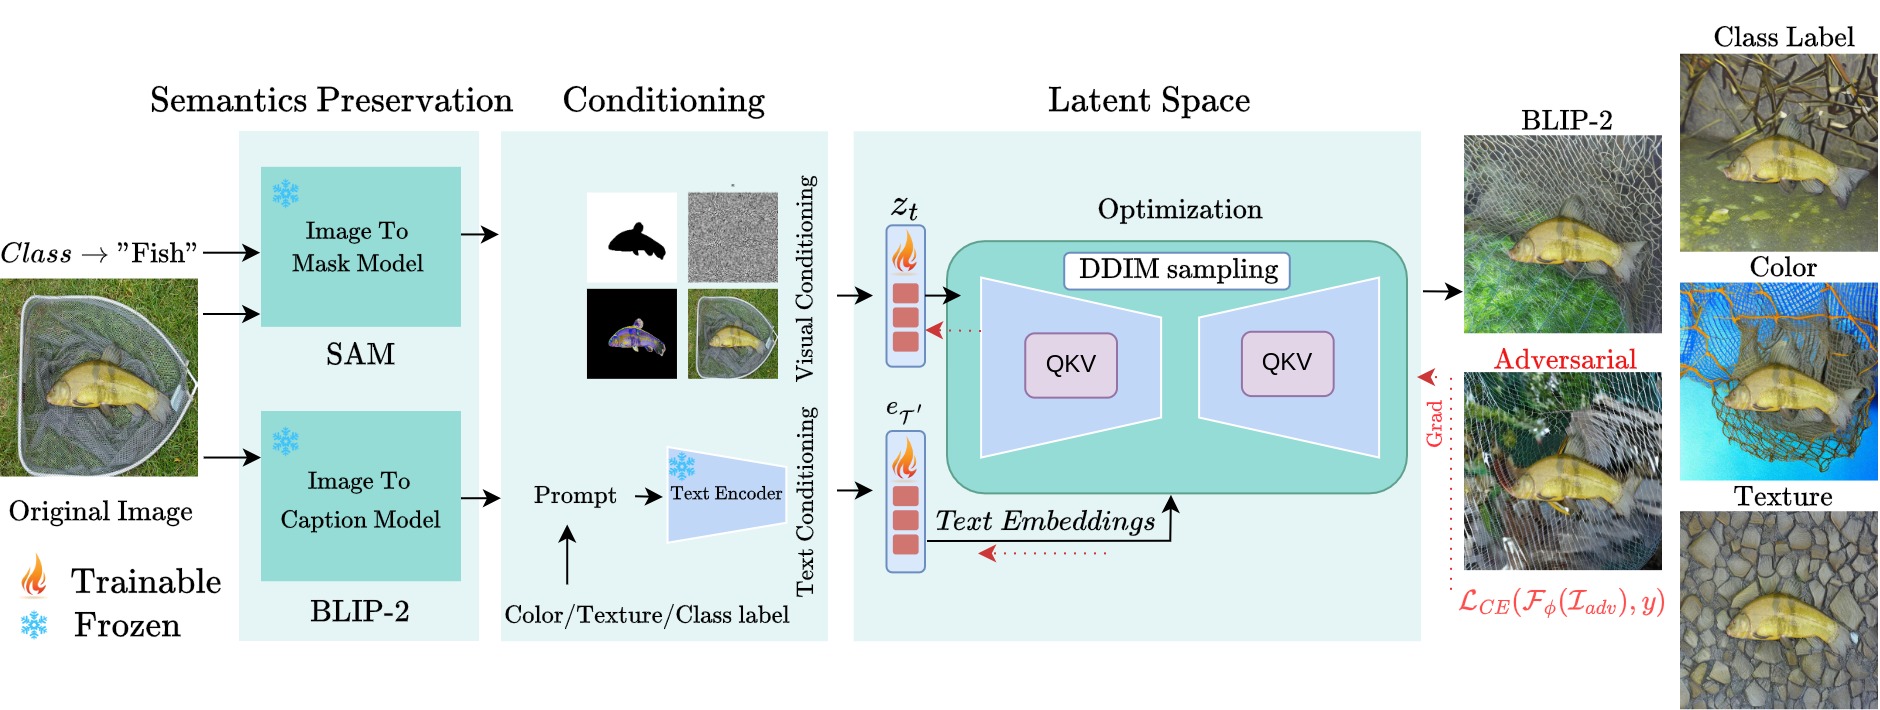 Semantics Preservation
Conditioning
Latent Space
Class → "Fish"
Original Image
Trainable
Frozen
Image To
Mask Model
SAM
Image To
Caption Model
BLIP-2
Visual Conditioning
Prompt
Text Encoder
Text Conditioning
Color/Texture/Class label
z_t
e_{\mathcal{T}'}
Optimization
DDIM sampling
QKV
QKV
Text Embeddings
BLIP-2
Adversarial
Grad
\mathcal{L}_{CE}(\mathcal{F}_\phi(\mathcal{I}_{adv}), y)
Class Label
Color
Texture